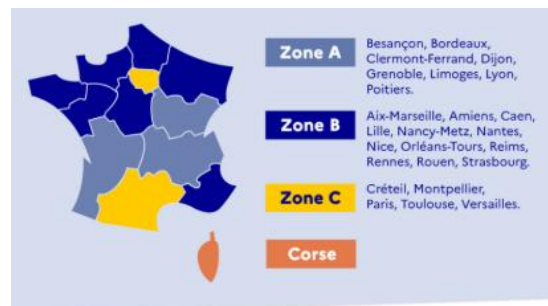 Zone A
Besançon, Bordeaux,
Clermont-Ferrand, Dijon,
Grenoble, Limoges, Lyon,
Poitiers.
Zone B
Aix-Marseille, Amiens, Caen,
Lille, Nancy-Metz, Nantes,
Nice, Orléans-Tours, Reims,
Rennes, Rouen, Strasbourg.
Zone C
Créteil, Montpellier,
Paris, Toulouse, Versailles.
Corse